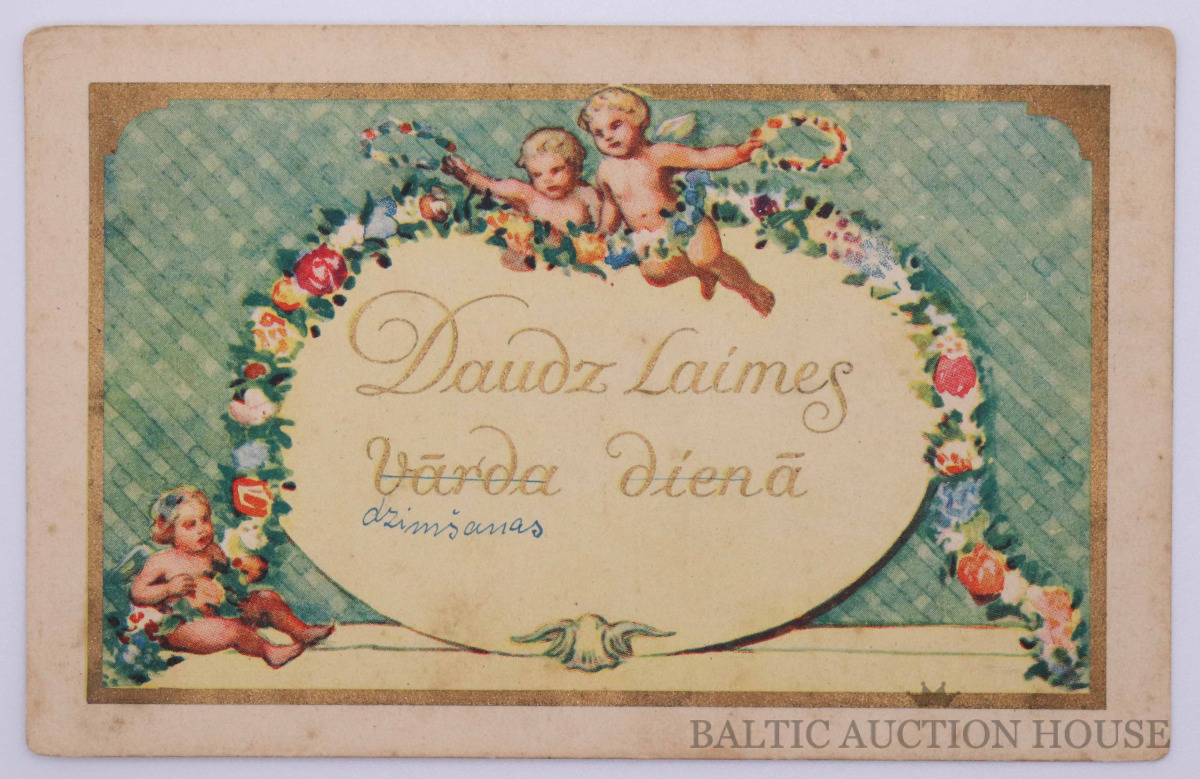 Daudz Laimes
Vārda dienā
dzimšanas
BALTIC AUCTION HOUSE